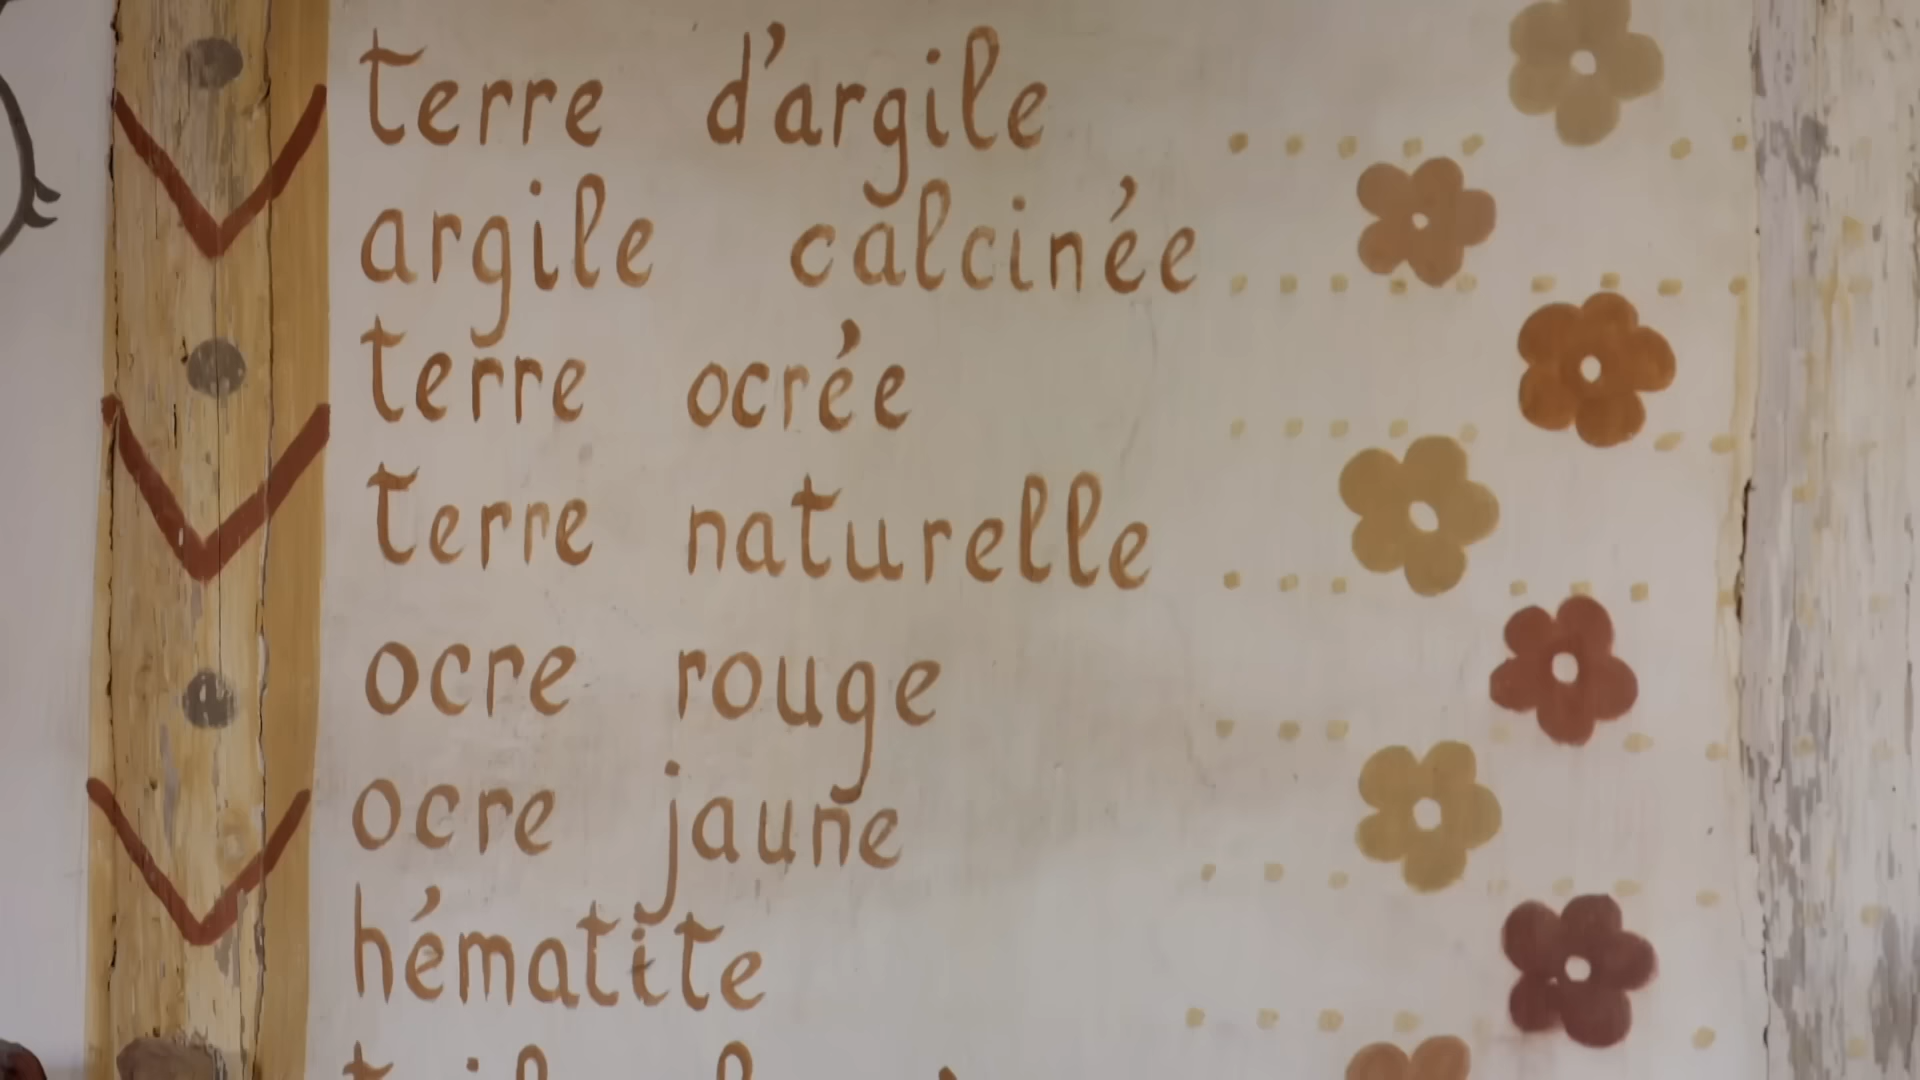 terre d'argile
argile calcinée
terre ocrée
terre naturelle
ocre rouge
ocre jaune
hématite